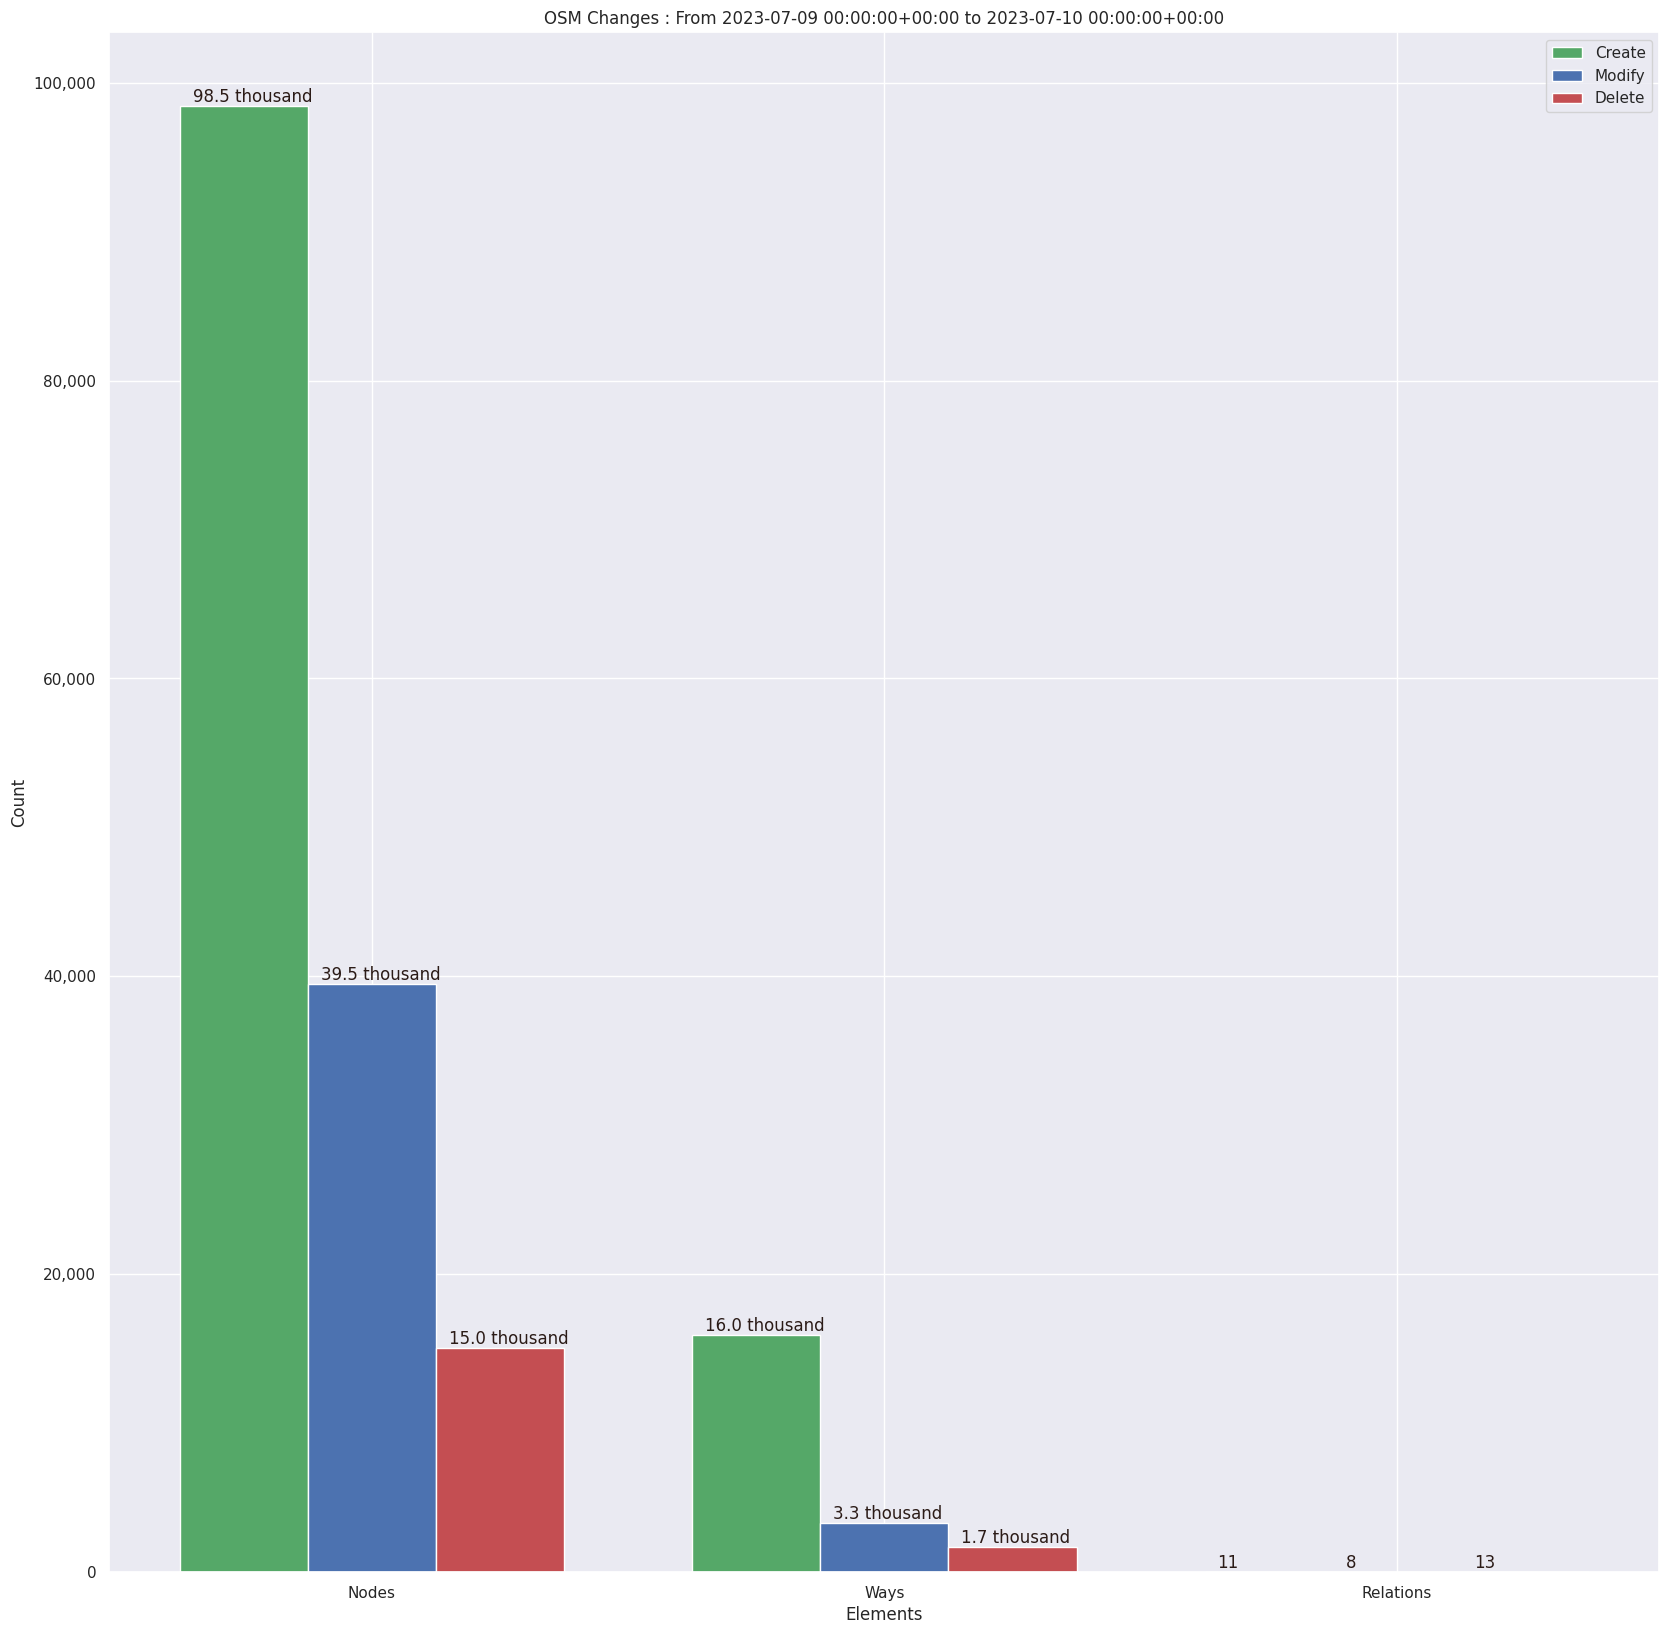 OSM Changes : From 2023-07-09 00:00:00+00:00 to 2023-07-10 00:00:00+00:00
Create
Modify
Delete
100,000
80,000
60,000
40,000
20,000
0
Count
98.5 thousand
39.5 thousand
15.0 thousand
16.0 thousand
3.3 thousand
1.7 thousand
11
8
13
Nodes
Ways
Relations
Elements